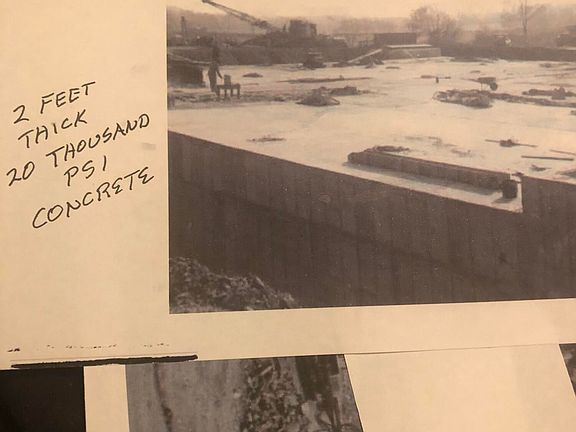 2 FEET
THICK
20 THOUSAND
PSI
CONCRETE